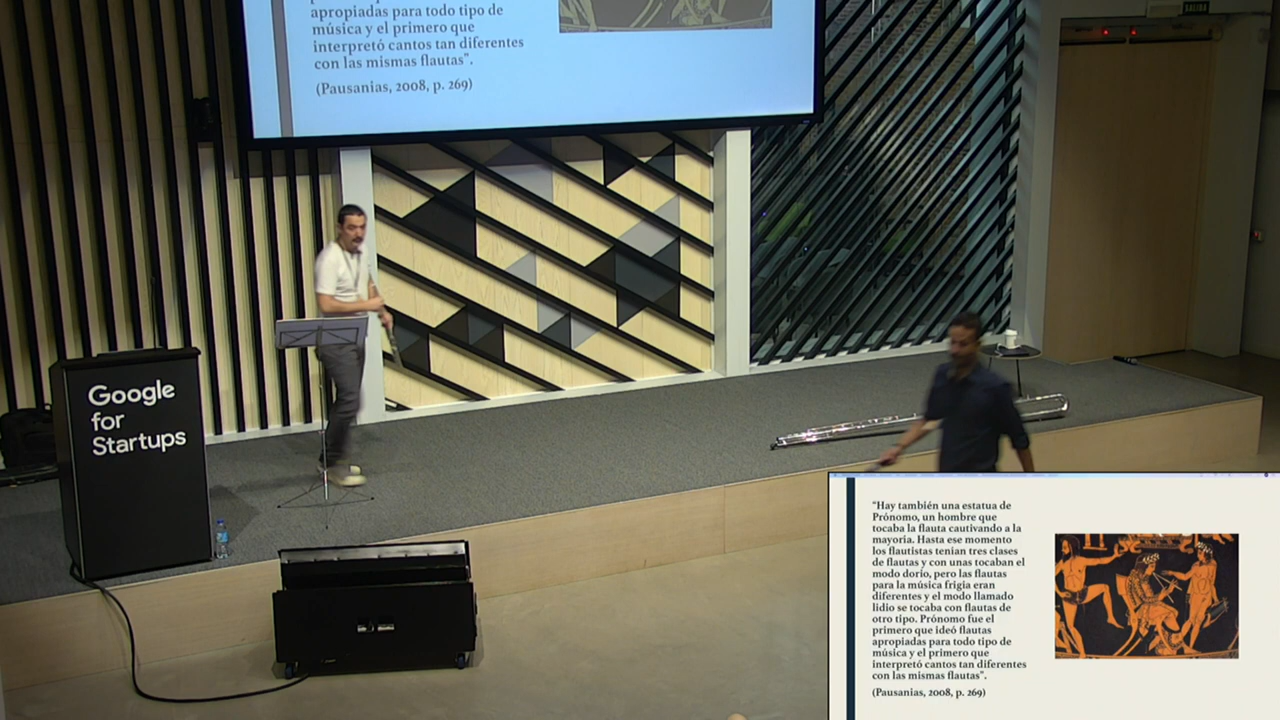 apropiadas para todo tipo de
música y el primero que
interpretó cantos tan diferentes
con las mismas flautas”.
(Pausanias, 2008, p. 269)
SALIDA
Google
for
Startups
“Hay también una estatua de
Prónomo, un hombre que
tocaba la flauta cautivando a la
mayoría. Hasta ese momento
los flautistas tenían tres clases
de flautas y con unas tocaban el
modo dorio, pero las flautas
para la música frigia eran
diferentes y el modo llamado
lidio se tocaba con flautas de
otro tipo. Prónomo fue el
primero que ideó flautas
apropiadas para todo tipo de
música y el primero que
interpretó cantos tan diferentes
con las mismas flautas”.
(Pausanias, 2008, p. 269)